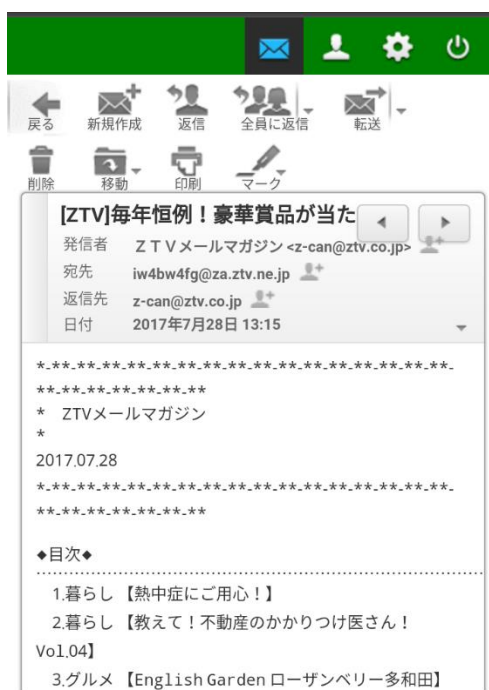 戻る 新規作成 返信 全員に返信 転送
削除 移動 印刷 マーク
[ZTV]毎年恒例！豪華賞品が当た
発信者 ＺＴＶメールマガジン <z-can@ztv.co.jp>
宛先 iw4bw4fg@za.ztv.ne.jp
返信先 z-can@ztv.co.jp
日付 2017年7月28日 13:15
*-**-**-**-**-**-**-**-**-**-**-**-**-**-**-**-
**-**-**-**-**-**-**
* ZTVメールマガジン
*
2017.07.28
*-**-**-**-**-**-**-**-**-**-**-**-**-**-**-**-
**-**-**-**-**-**-**
◆目次◆
1.暮らし 【熱中症にご用心！】
2.暮らし 【教えて！不動産のかかりつけ医さん！
Vol.04】
3.グルメ 【English Garden ローザンベリー多和田】